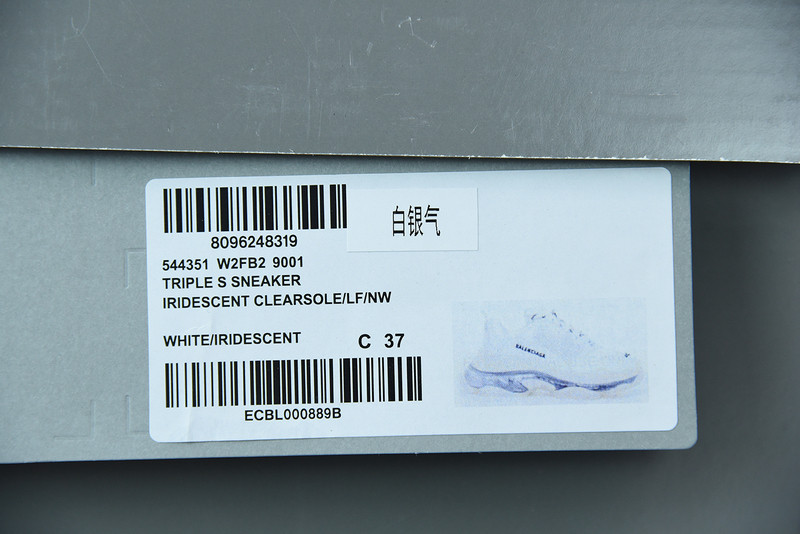 8096248319
白银气
544351 W2FB2 9001
TRIPLE S SNEAKER
IRIDESCENT CLEARSOLE/LF/NW
WHITE/IRIDESCENT
C 37
BALENCIAGA
ECBL000889B